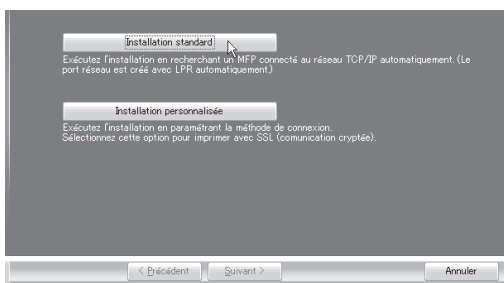 Installation standard
Exécutez l'installation en recherchant un MFP connecté au réseau TCP/IP automatiquement. (Le
port réseau est créé avec LPR automatiquement)
Installation personnalisée
Exécutez l'installation en paramétrant la méthode de connexion.
Sélectionnez cette option pour imprimer avec SSL (comunication cryptée).
< Précédent Suivant > Annuler